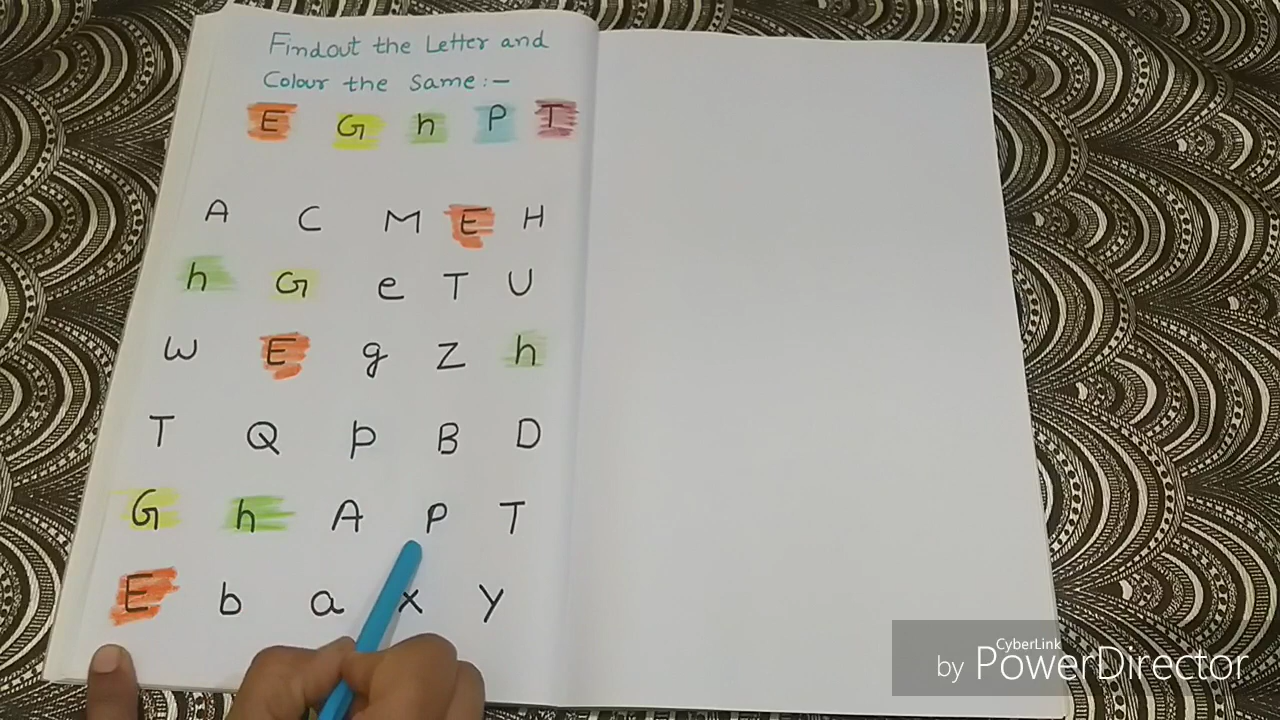 Findout the Letter and
Colour the same:-
E G h P T
A C M E H
h G e T U
W E g Z h
T Q p B D
G h A P T
E b a x y
CyberLink
by PowerDirector